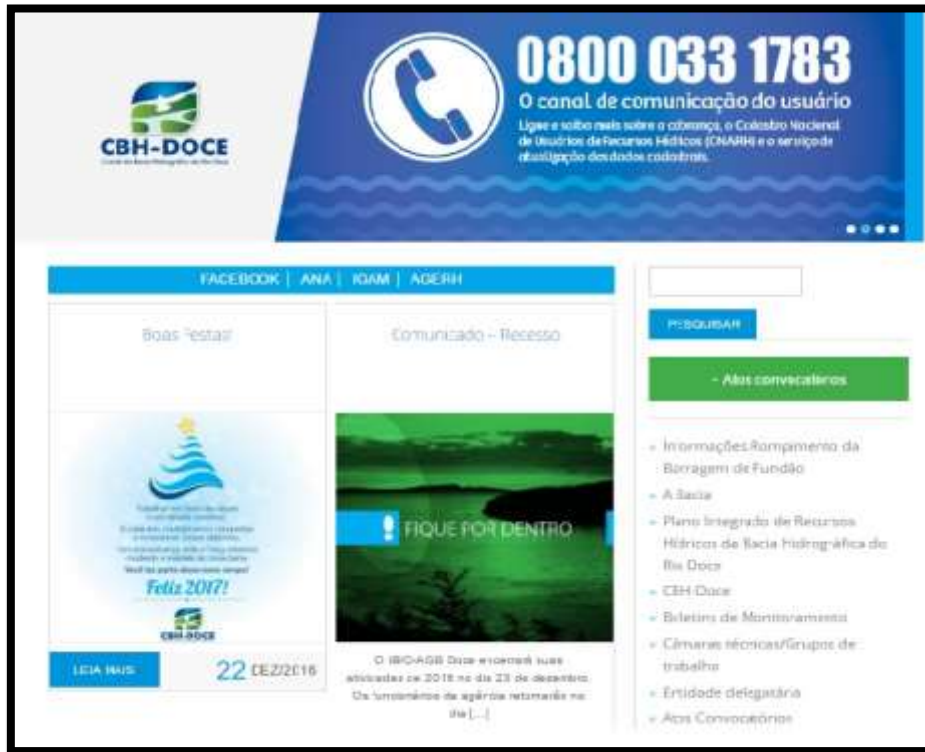 0800 033 1783
O canal de comunicação do usuário
Ligue e saiba mais sobre a cobrança, o Cadastro Nacional
de Usuários de Recursos Hídricos (CNARH) e o serviço de
atualização dos dados cadastrais.
CBH-DOCE
FACEBOOK | ANA | IGAM | AGERH
Boas Festas!
Feliz 2017!
CBH-DOCE
LEIA MAIS
22 DEZ/2016
Comunicado – Recesso
FIQUE POR DENTRO
O IBIO-AGB Doce encerrará suas
atividades de 2016 no dia 23 de dezembro.
Os funcionários da agência retornarão no
dia [...]
PESQUISAR
Atos convocatórios
» Informações Rompimento da
Barragem de Fundão
» A Bacia
» Plano Integrado de Recursos
Hídricos da Bacia Hidrográfica do
Rio Doce
» CBH-Doce
» Boletins de Monitoramento
» Câmaras técnicas/Grupos de
trabalho
» Entidade delegatária
» Atos Convocatórios